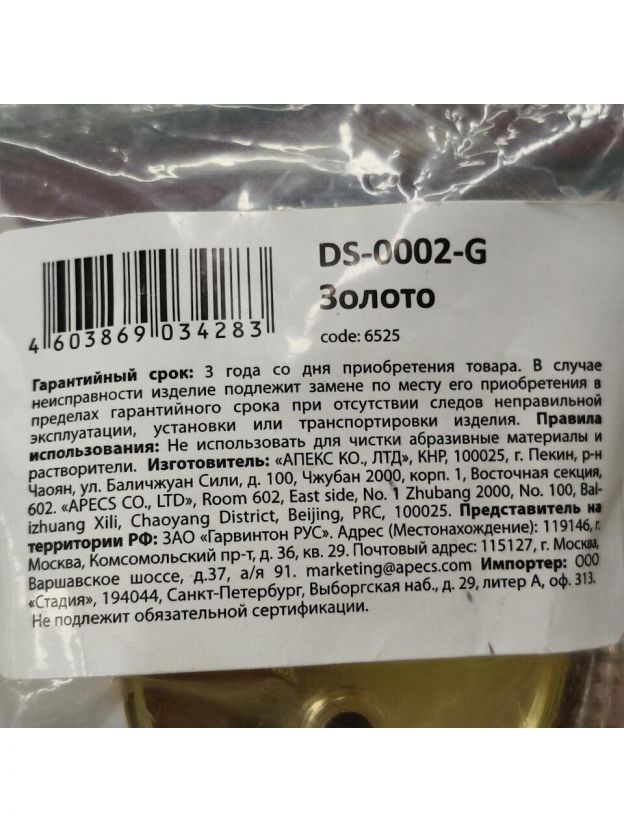 DS-0002-G
Золото
code: 6525
4 603869 034283
Гарантийный срок: 3 года со дня приобретения товара. В случае
неисправности изделие подлежит замене по месту его приобретения в
пределах гарантийного срока при отсутствии следов неправильной
эксплуатации, установки или транспортировки изделия. Правила
использования: Не использовать для чистки абразивные материалы и
растворители. Изготовитель: «АПЕКС КО., ЛТД», КНР, 100025, г. Пекин, р-н
Чаоян, ул. Баличжуан Сили, д. 100, Чжубан 2000, корп. 1, Восточная секция,
602. «APECS CO., LTD», Room 602, East side, No. 1 Zhubang 2000, No. 100, Bal-
izhuang Xili, Chaoyang District, Beijing, PRC, 100025. Представитель на
территории РФ: ЗАО «Гарвинтон РУС». Адрес (Местонахождение): 119146, г.
Москва, Комсомольский пр-т, д. 36, кв. 29. Почтовый адрес: 115127, г. Москва,
Варшавское шоссе, д.37, а/я 91. marketing@apecs.com Импортер: ООО
«Стадия», 194044, Санкт-Петербург, Выборгская наб., д. 29, литер А, оф. 313.
Не подлежит обязательной сертификации.